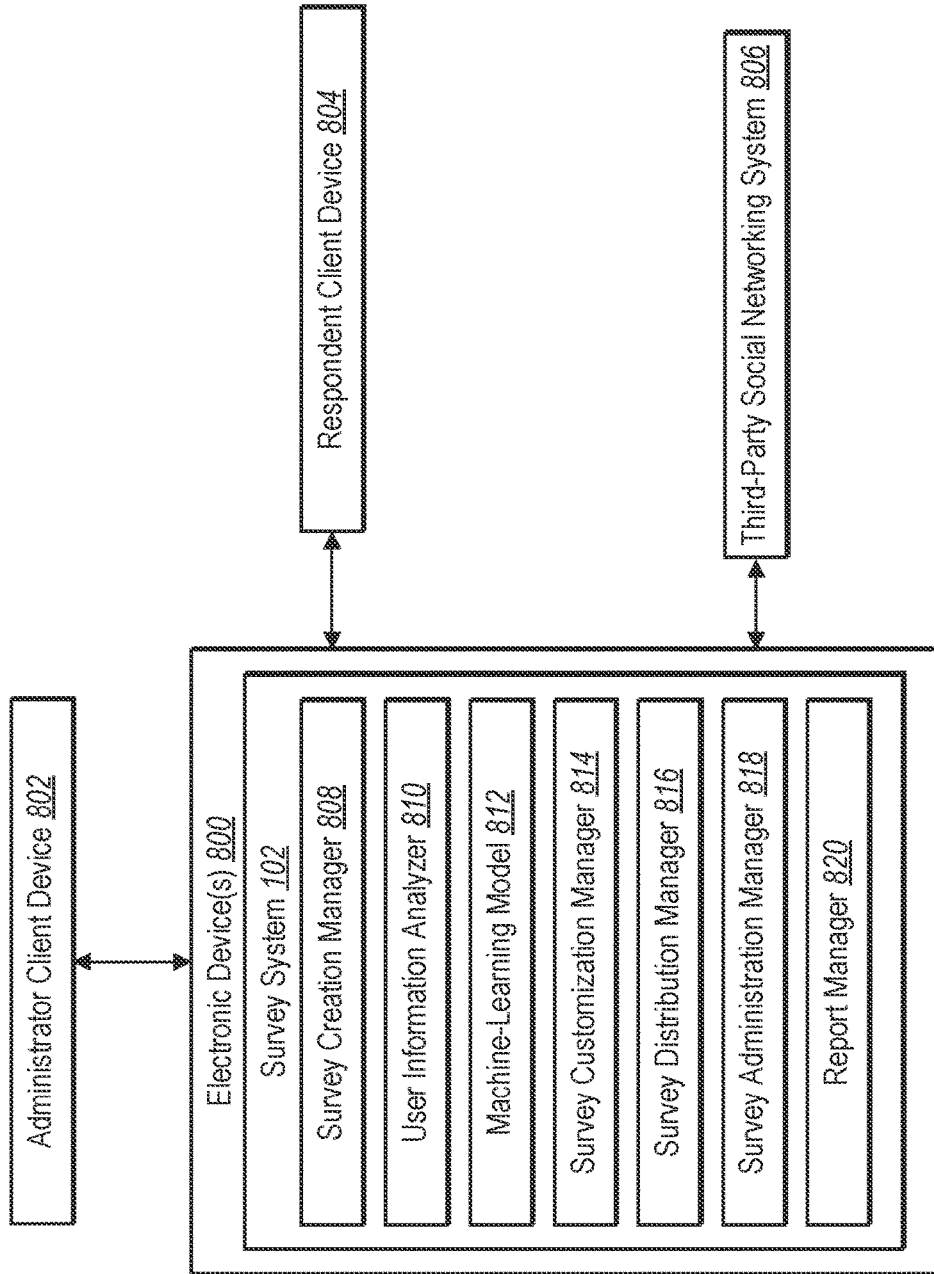 Administrator Client Device 802
Electronic Device(s) 800
Survey System 102
Survey Creation Manager 808
User Information Analyzer 810
Machine-Learning Model 812
Survey Customization Manager 814
Survey Distribution Manager 816
Survey Administration Manager 818
Report Manager 820
Respondent Client Device 804
Third-Party Social Networking System 806